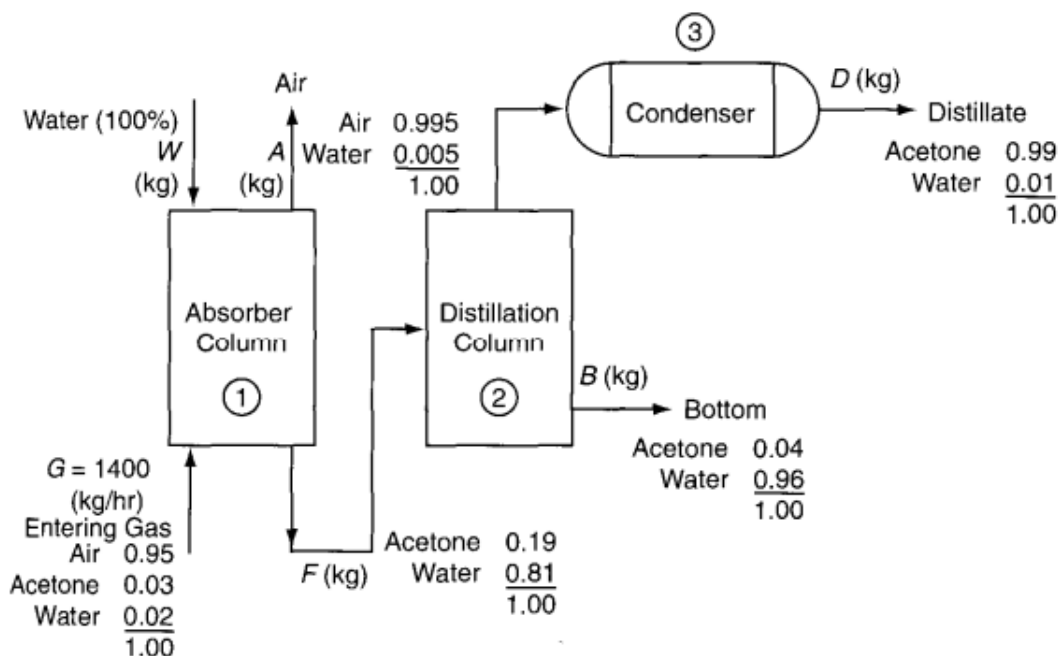 3
D (kg)
Condenser
Distillate
Acetone 0.99
Water 0.01
1.00
Air
Water (100%)
W
(kg)
A
(kg)
Air 0.995
Water 0.005
1.00
Absorber
Column
1
Distillation
Column
2
B (kg)
Bottom
Acetone 0.04
Water 0.96
1.00
G = 1400
(kg/hr)
Entering Gas
Air 0.95
Acetone 0.03
Water 0.02
1.00
F (kg)
Acetone 0.19
Water 0.81
1.00